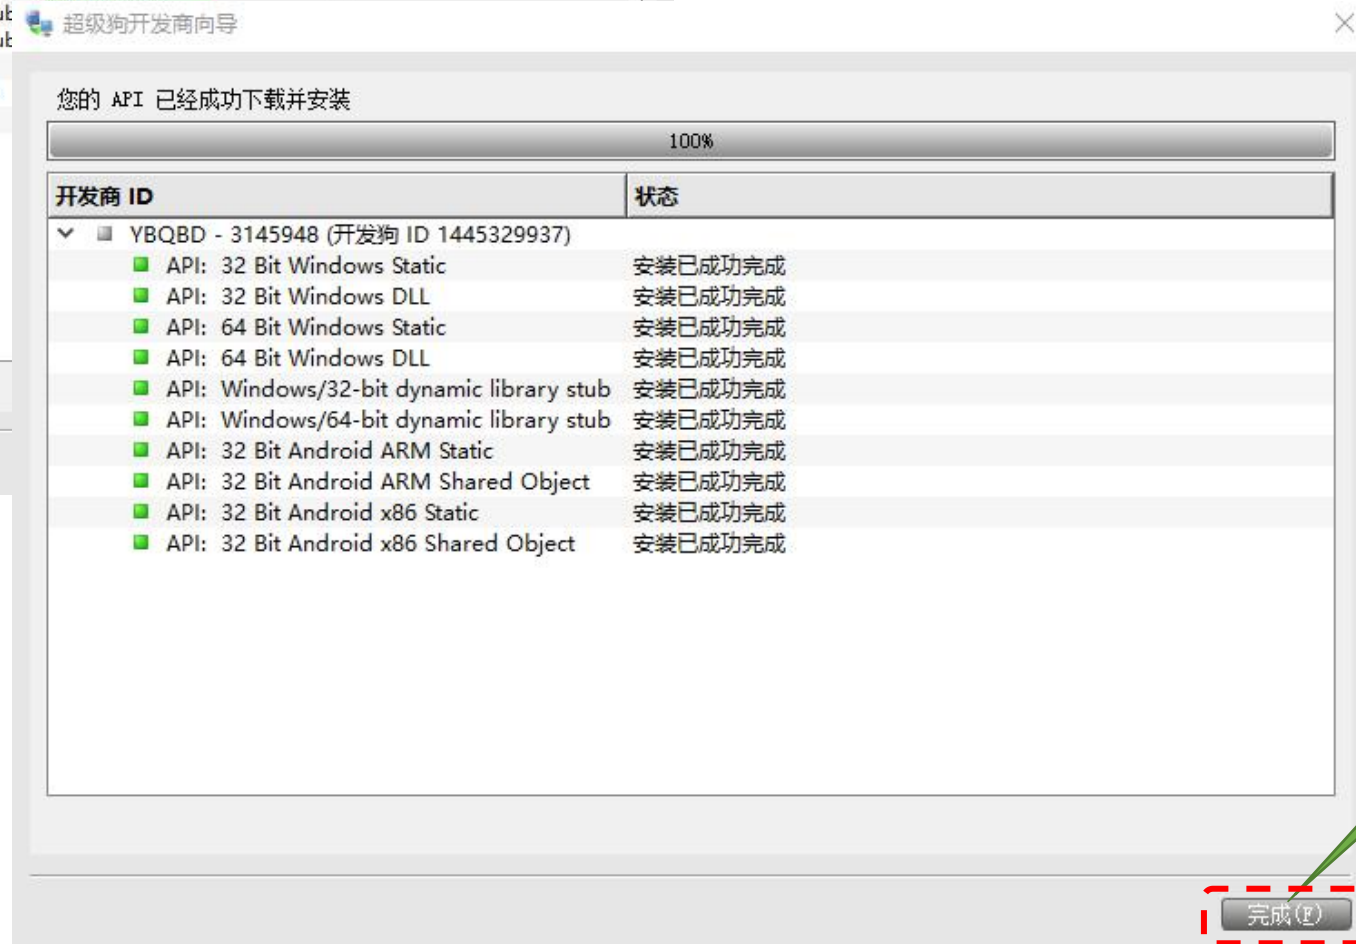 超级狗开发商向导
您的 API 已经成功下载并安装
100%
开发商 ID 状态
YBQBD - 3145948 (开发狗 ID 1445329937)
API: 32 Bit Windows Static 安装已成功完成
API: 32 Bit Windows DLL 安装已成功完成
API: 64 Bit Windows Static 安装已成功完成
API: 64 Bit Windows DLL 安装已成功完成
API: Windows/32-bit dynamic library stub 安装已成功完成
API: Windows/64-bit dynamic library stub 安装已成功完成
API: 32 Bit Android ARM Static 安装已成功完成
API: 32 Bit Android ARM Shared Object 安装已成功完成
API: 32 Bit Android x86 Static 安装已成功完成
API: 32 Bit Android x86 Shared Object 安装已成功完成
完成(F)